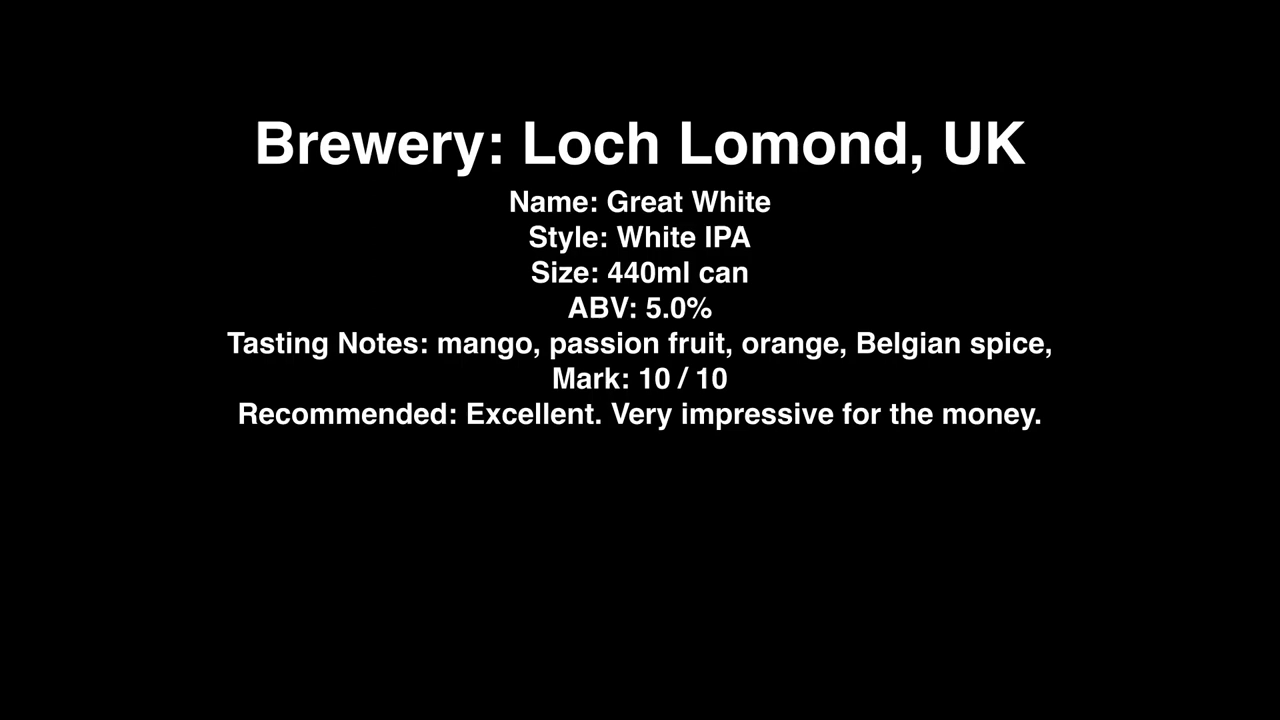 Brewery: Loch Lomond, UK
Name: Great White
Style: White IPA
Size: 440ml can
ABV: 5.0%
Tasting Notes: mango, passion fruit, orange, Belgian spice,
Mark: 10 / 10
Recommended: Excellent. Very impressive for the money.